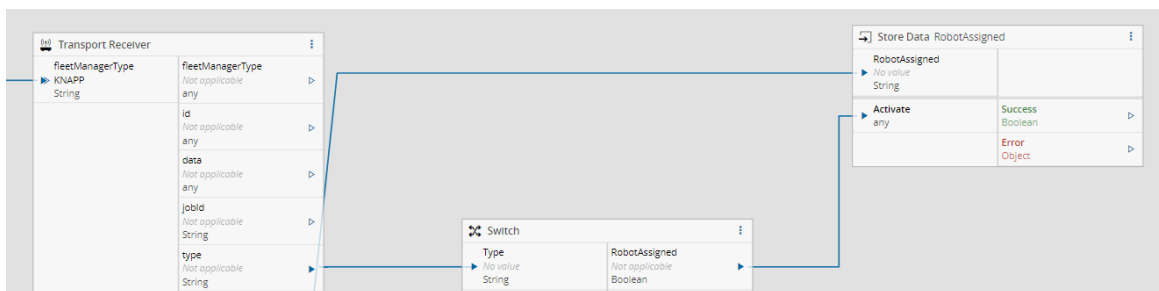 Transport Receiver
fleetManagerType
KNAPP
String
fleetManagerType
Not applicable
any
id
Not applicable
any
data
Not applicable
any
jobId
Not applicable
String
type
Not applicable
String
Switch
Type
No value
String
RobotAssigned
Not applicable
Boolean
Store Data RobotAssigned
RobotAssigned
No value
String
Activate
any
Success
Boolean
Error
Object